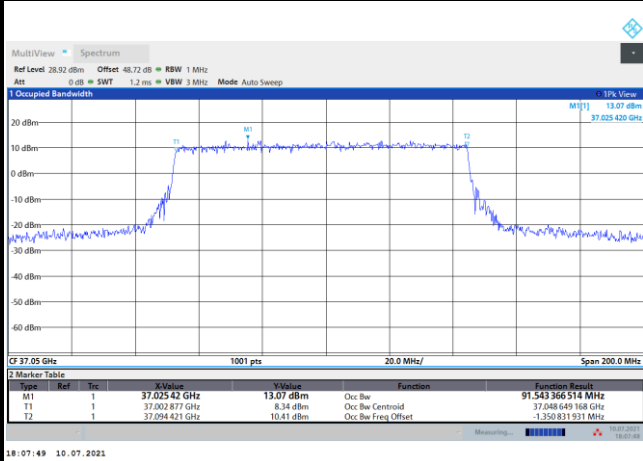 MultiView Spectrum
Ref Level 28.92 dBm Offset 48.72 dB RBW 1 MHz
Att 0 dB SWT 1.2 ms VBW 3 MHz Mode Auto Sweep
1 Occupied Bandwidth 1Pk View
M1[1] 13.07 dBm
37.025 420 GHz
M1
T1
T2
20 dBm
10 dBm
0 dBm
-10 dBm
-20 dBm
-30 dBm
-40 dBm
-50 dBm
-60 dBm
CF 37.05 GHz 1001 pts 20.0 MHz/ Span 200.0 MHz
2 Marker Table
Type Ref Trc X-Value Y-Value Function Function Result
M1 1 37.025 42 GHz 13.07 dBm Occ Bw 91.543 366 514 MHz
T1 1 37.002 877 GHz 8.34 dBm Occ Bw Centroid 37.048 649 168 GHz
T2 1 37.094 421 GHz 10.41 dBm Occ Bw Freq Offset -1.350 831 931 MHz
Measuring... 10.07.2021
18:07:48
18:07:49 10.07.2021